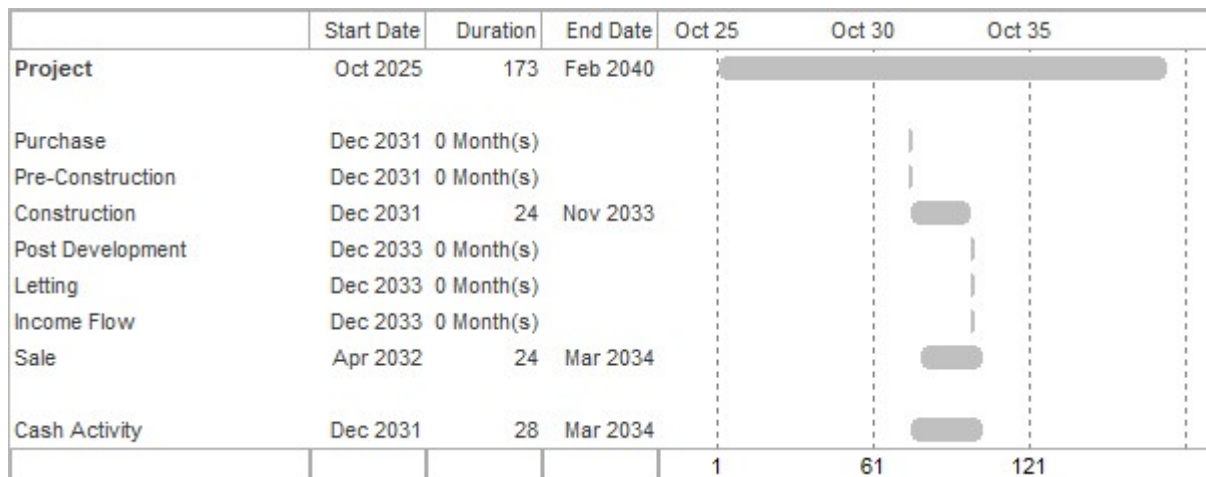 Start Date Duration End Date Oct 25 Oct 30 Oct 35
Project Oct 2025 173 Feb 2040
Purchase Dec 2031 0 Month(s)
Pre-Construction Dec 2031 0 Month(s)
Construction Dec 2031 24 Nov 2033
Post Development Dec 2033 0 Month(s)
Letting Dec 2033 0 Month(s)
Income Flow Dec 2033 0 Month(s)
Sale Apr 2032 24 Mar 2034
Cash Activity Dec 2031 28 Mar 2034
1 61 121